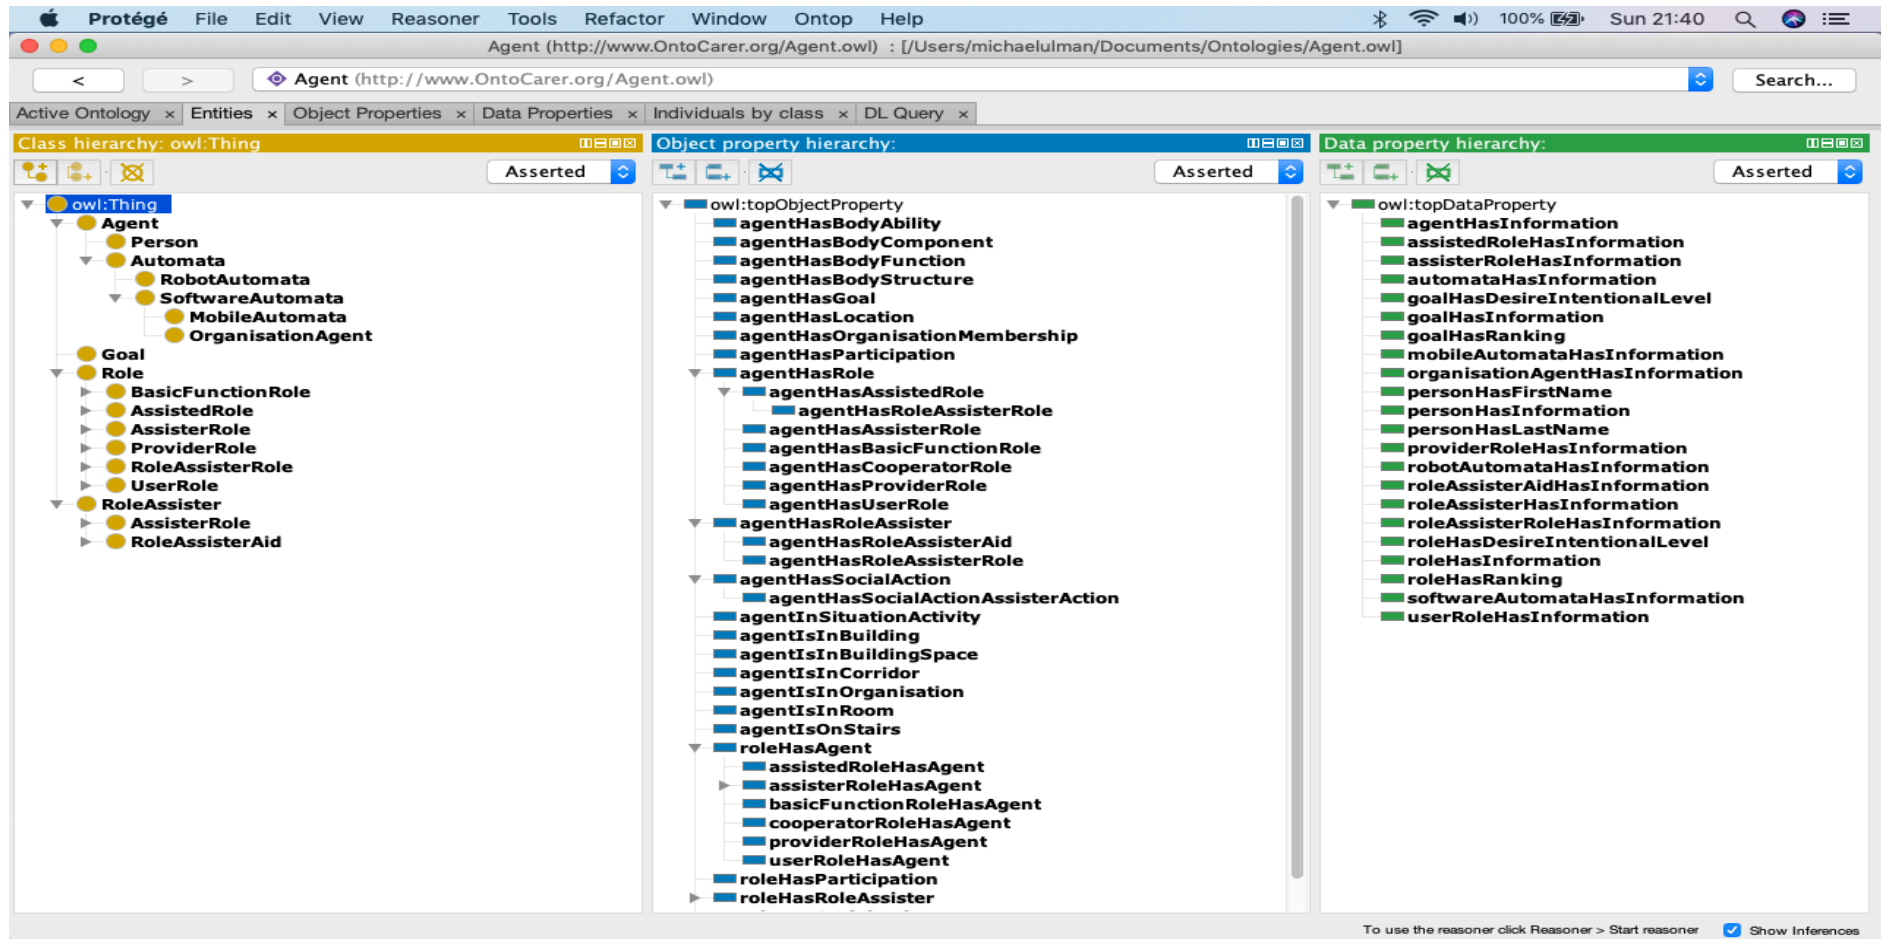 Protégé File Edit View Reasoner Tools Refactor Window Ontop Help 100% Sun 21:40
Agent (http://www.OntoCarer.org/Agent.owl) : [/Users/michaelulman/Documents/Ontologies/Agent.owl]
< > Agent (http://www.OntoCarer.org/Agent.owl) Search...
Active Ontology × Entities × Object Properties × Data Properties × Individuals by class × DL Query ×
Class hierarchy: owl:Thing
Asserted
owl:Thing
Agent
Person
Automata
RobotAutomata
SoftwareAutomata
MobileAutomata
OrganisationAgent
Goal
Role
BasicFunctionRole
AssistedRole
AssisterRole
ProviderRole
RoleAssisterRole
UserRole
RoleAssister
AssisterRole
RoleAssisterAid
Object property hierarchy:
Asserted
owl:topObjectProperty
agentHasBodyAbility
agentHasBodyComponent
agentHasBodyFunction
agentHasBodyStructure
agentHasGoal
agentHasLocation
agentHasOrganisationMembership
agentHasParticipation
agentHasRole
agentHasAssistedRole
agentHasRoleAssisterRole
agentHasAssisterRole
agentHasBasicFunctionRole
agentHasCooperatorRole
agentHasProviderRole
agentHasUserRole
agentHasRoleAssister
agentHasRoleAssisterAid
agentHasRoleAssisterRole
agentHasSocialAction
agentHasSocialActionAssisterAction
agentInSituationActivity
agentIsInBuilding
agentIsInBuildingSpace
agentIsInCorridor
agentIsInOrganisation
agentIsInRoom
agentIsOnStairs
roleHasAgent
assistedRoleHasAgent
assisterRoleHasAgent
basicFunctionRoleHasAgent
cooperatorRoleHasAgent
providerRoleHasAgent
userRoleHasAgent
roleHasParticipation
roleHasRoleAssister
Data property hierarchy:
Asserted
owl:topDataProperty
agentHasInformation
assistedRoleHasInformation
assisterRoleHasInformation
automataHasInformation
goalHasDesireIntentionalLevel
goalHasInformation
goalHasRanking
mobileAutomataHasInformation
organisationAgentHasInformation
personHasFirstName
personHasInformation
personHasLastName
providerRoleHasInformation
robotAutomataHasInformation
roleAssisterAidHasInformation
roleAssisterHasInformation
roleAssisterRoleHasInformation
roleHasDesireIntentionalLevel
roleHasInformation
roleHasRanking
softwareAutomataHasInformation
userRoleHasInformation
To use the reasoner click Reasoner > Start reasoner Show Inferences